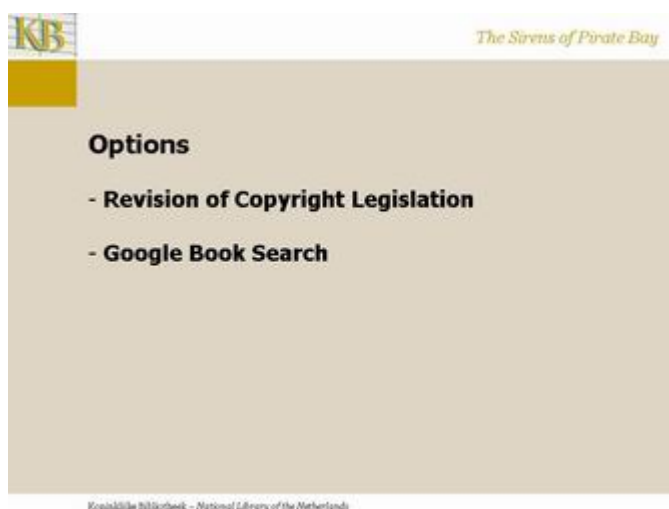 KB
The Sirens of Pirate Bay
Options
- Revision of Copyright Legislation
- Google Book Search
Koninklijke Bibliotheek – National Library of the Netherlands